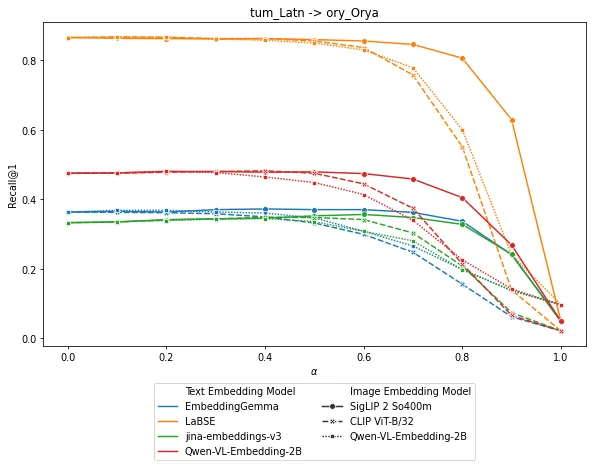 tum_Latn -> ory_Orya
Recall@1
0.8
0.6
0.4
0.2
0.0
0.0 0.2 0.4 0.6 0.8 1.0
α
Text Embedding Model Image Embedding Model
EmbeddingGemma SigLIP 2 So400m
LaBSE CLIP ViT-B/32
jina-embeddings-v3 Qwen-VL-Embedding-2B
Qwen-VL-Embedding-2B